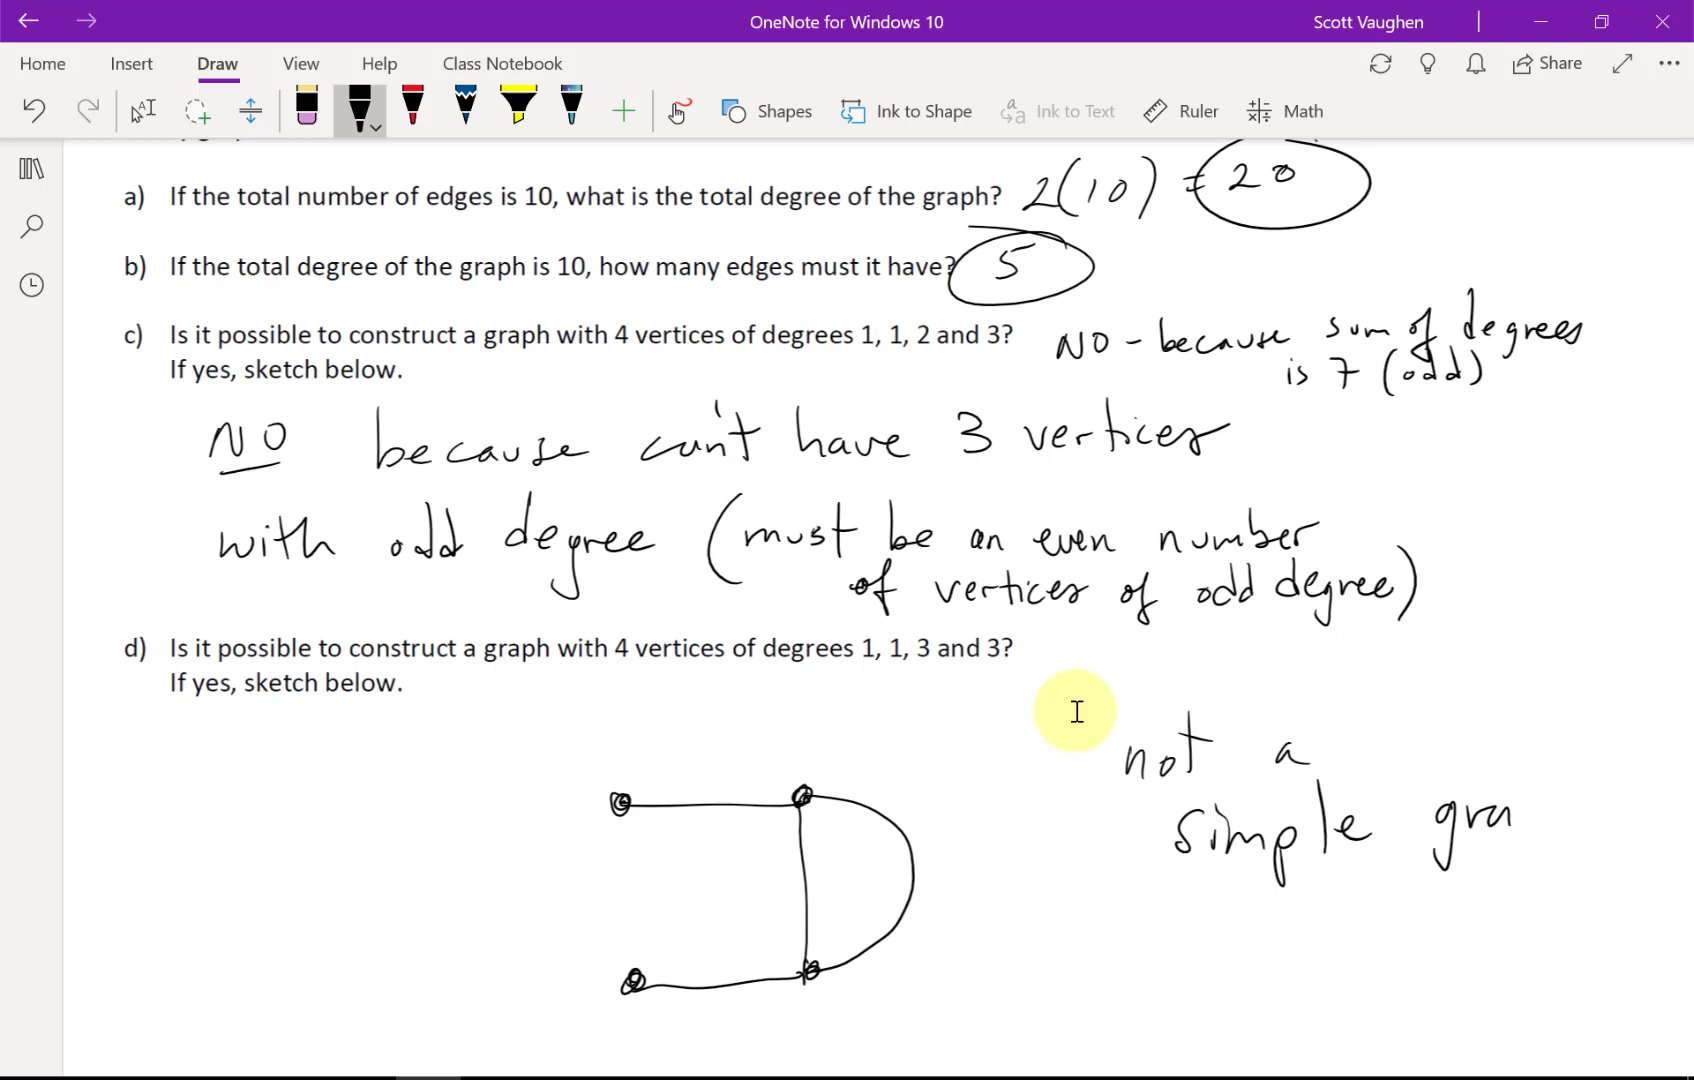 OneNote for Windows 10
Scott Vaughen
Home Insert Draw View Help Class Notebook
Share
Shapes Ink to Shape Ink to Text Ruler Math
a) If the total number of edges is 10, what is the total degree of the graph? 2(10) = 20
b) If the total degree of the graph is 10, how many edges must it have? 5
c) Is it possible to construct a graph with 4 vertices of degrees 1, 1, 2 and 3? NO - because sum of degrees
If yes, sketch below. is 7 (odd)
NO because can't have 3 vertices
with odd degree (must be an even number
of vertices of odd degree)
d) Is it possible to construct a graph with 4 vertices of degrees 1, 1, 3 and 3?
If yes, sketch below.
not a
simple gra